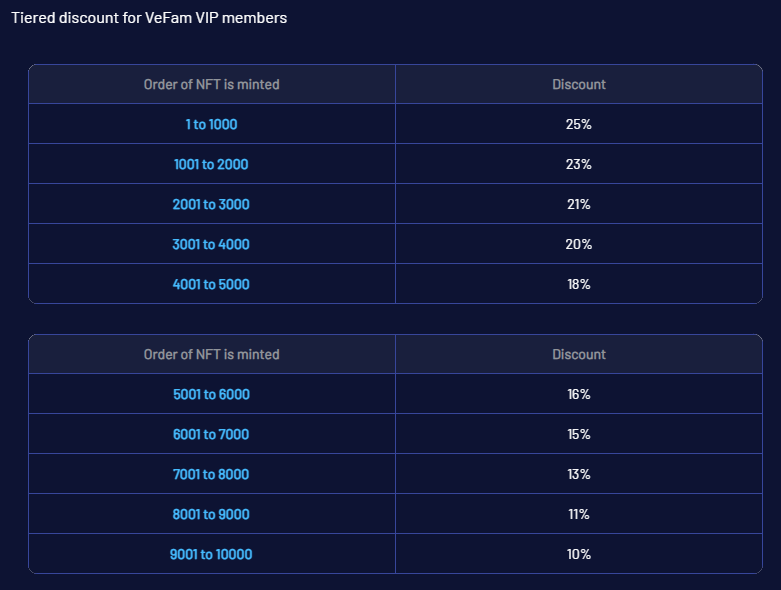 Tiered discount for VeFam VIP members
Order of NFT is minted Discount
1 to 1000 25%
1001 to 2000 23%
2001 to 3000 21%
3001 to 4000 20%
4001 to 5000 18%
Order of NFT is minted Discount
5001 to 6000 16%
6001 to 7000 15%
7001 to 8000 13%
8001 to 9000 11%
9001 to 10000 10%